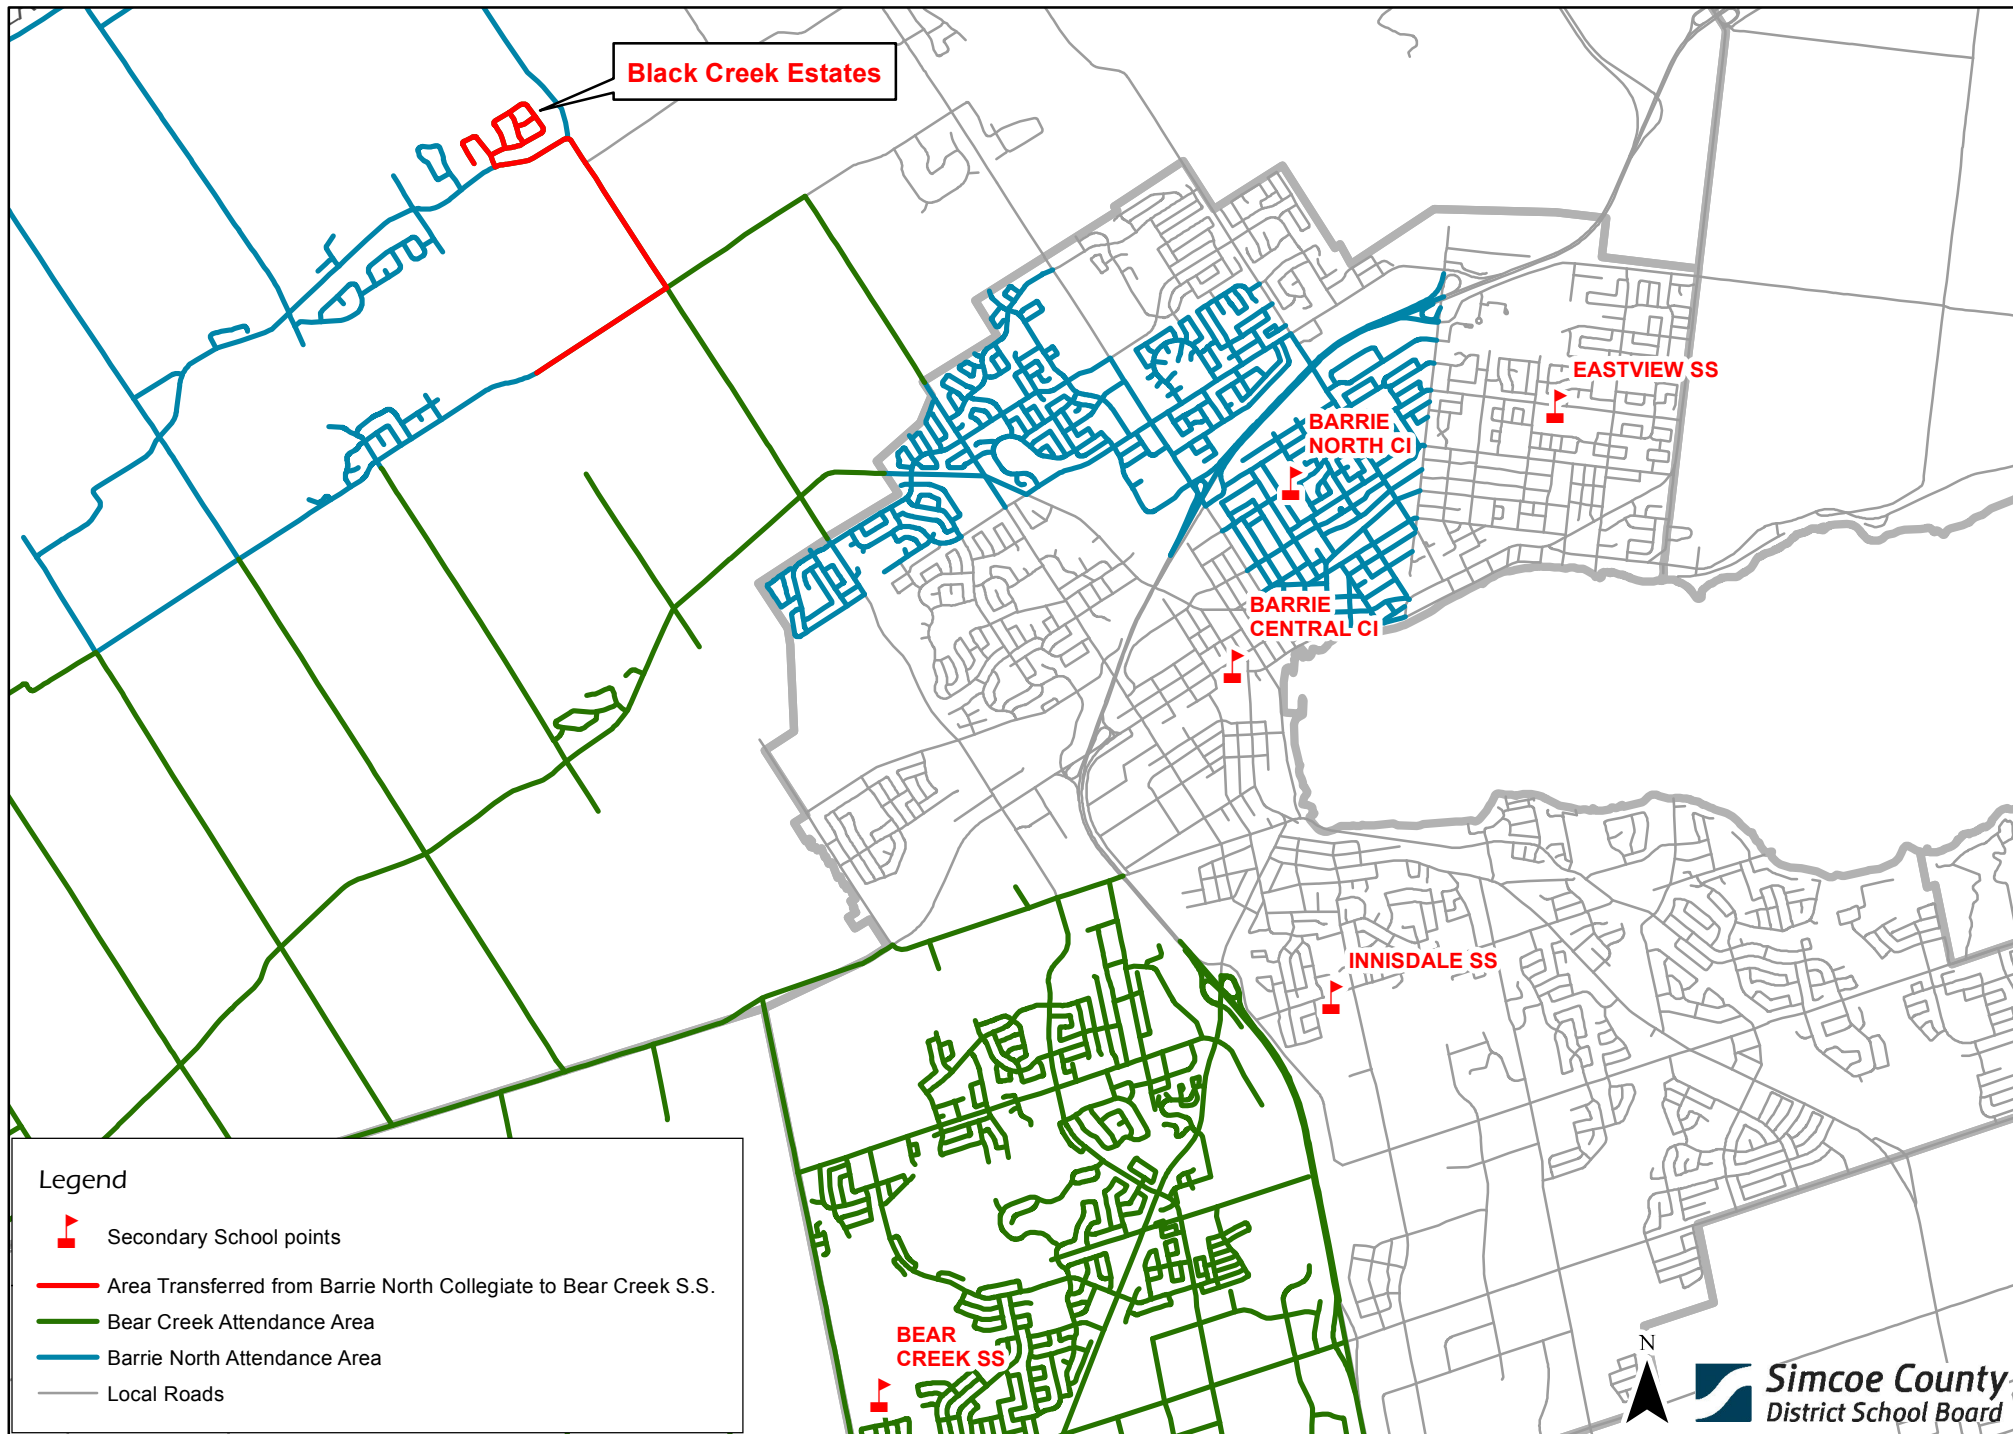 Black Creek Estates
EASTVIEW SS
BARRIE
NORTH CI
BARRIE
CENTRAL CI
INNISDALE SS
BEAR
CREEK SS
Legend
Secondary School points
Area Transferred from Barrie North Collegiate to Bear Creek S.S.
Bear Creek Attendance Area
Barrie North Attendance Area
Local Roads
N
Simcoe County
District School Board